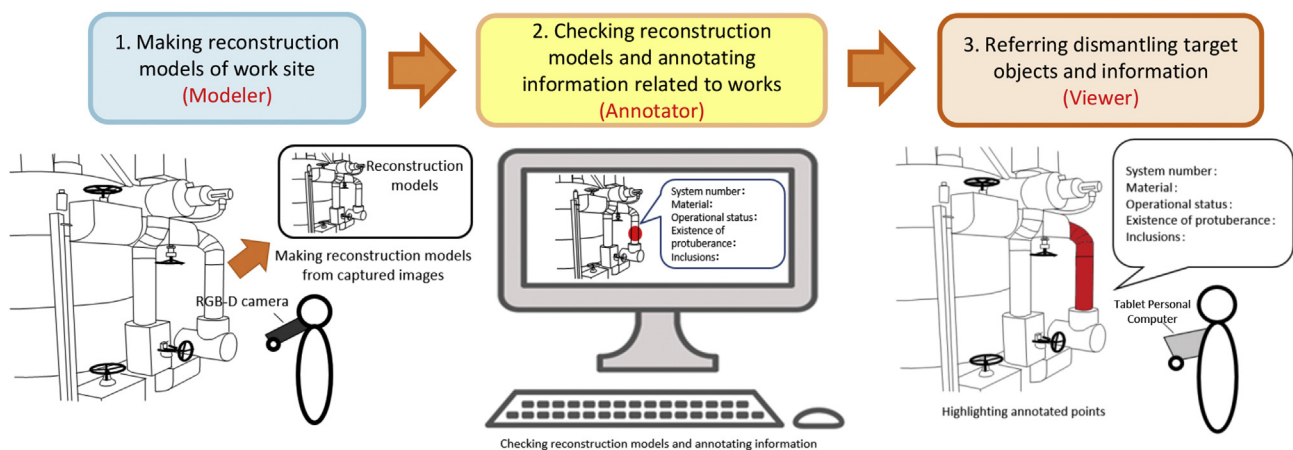 1. Making reconstruction
models of work site
(Modeler)
2. Checking reconstruction
models and annotating
information related to works
(Annotator)
3. Referring dismantling target
objects and information
(Viewer)
Reconstruction
models
Making reconstruction models
from captured images
RGB-D camera
System number:
Material:
Operational status:
Existence of
protuberance:
Inclusions:
Checking reconstruction models and annotating information
System number:
Material:
Operational status:
Existence of protuberance:
Inclusions:
Tablet Personal
Computer
Highlighting annotated points